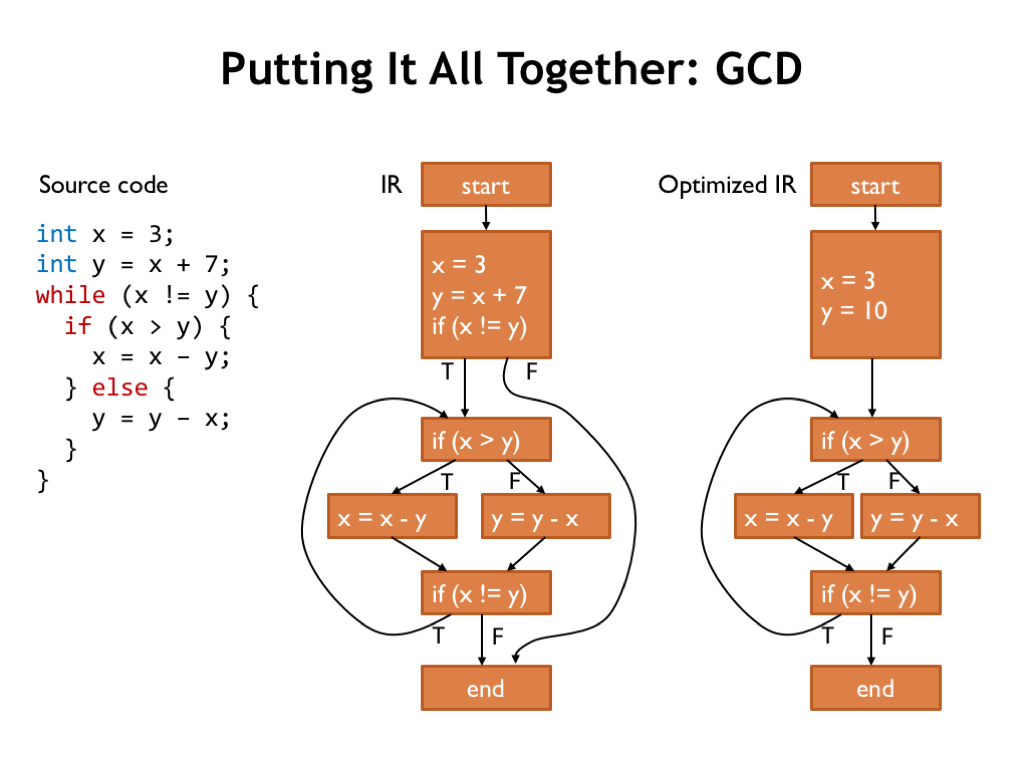 Putting It All Together: GCD
Source code
int x = 3;
int y = x + 7;
while (x != y) {
  if (x > y) {
    x = x – y;
  } else {
    y = y – x;
  }
}
IR
start
x = 3
y = x + 7
if (x != y)
T
F
if (x > y)
T
F
x = x - y
y = y - x
if (x != y)
T
F
end
Optimized IR
start
x = 3
y = 10
if (x > y)
T
F
x = x - y
y = y - x
if (x != y)
T
F
end